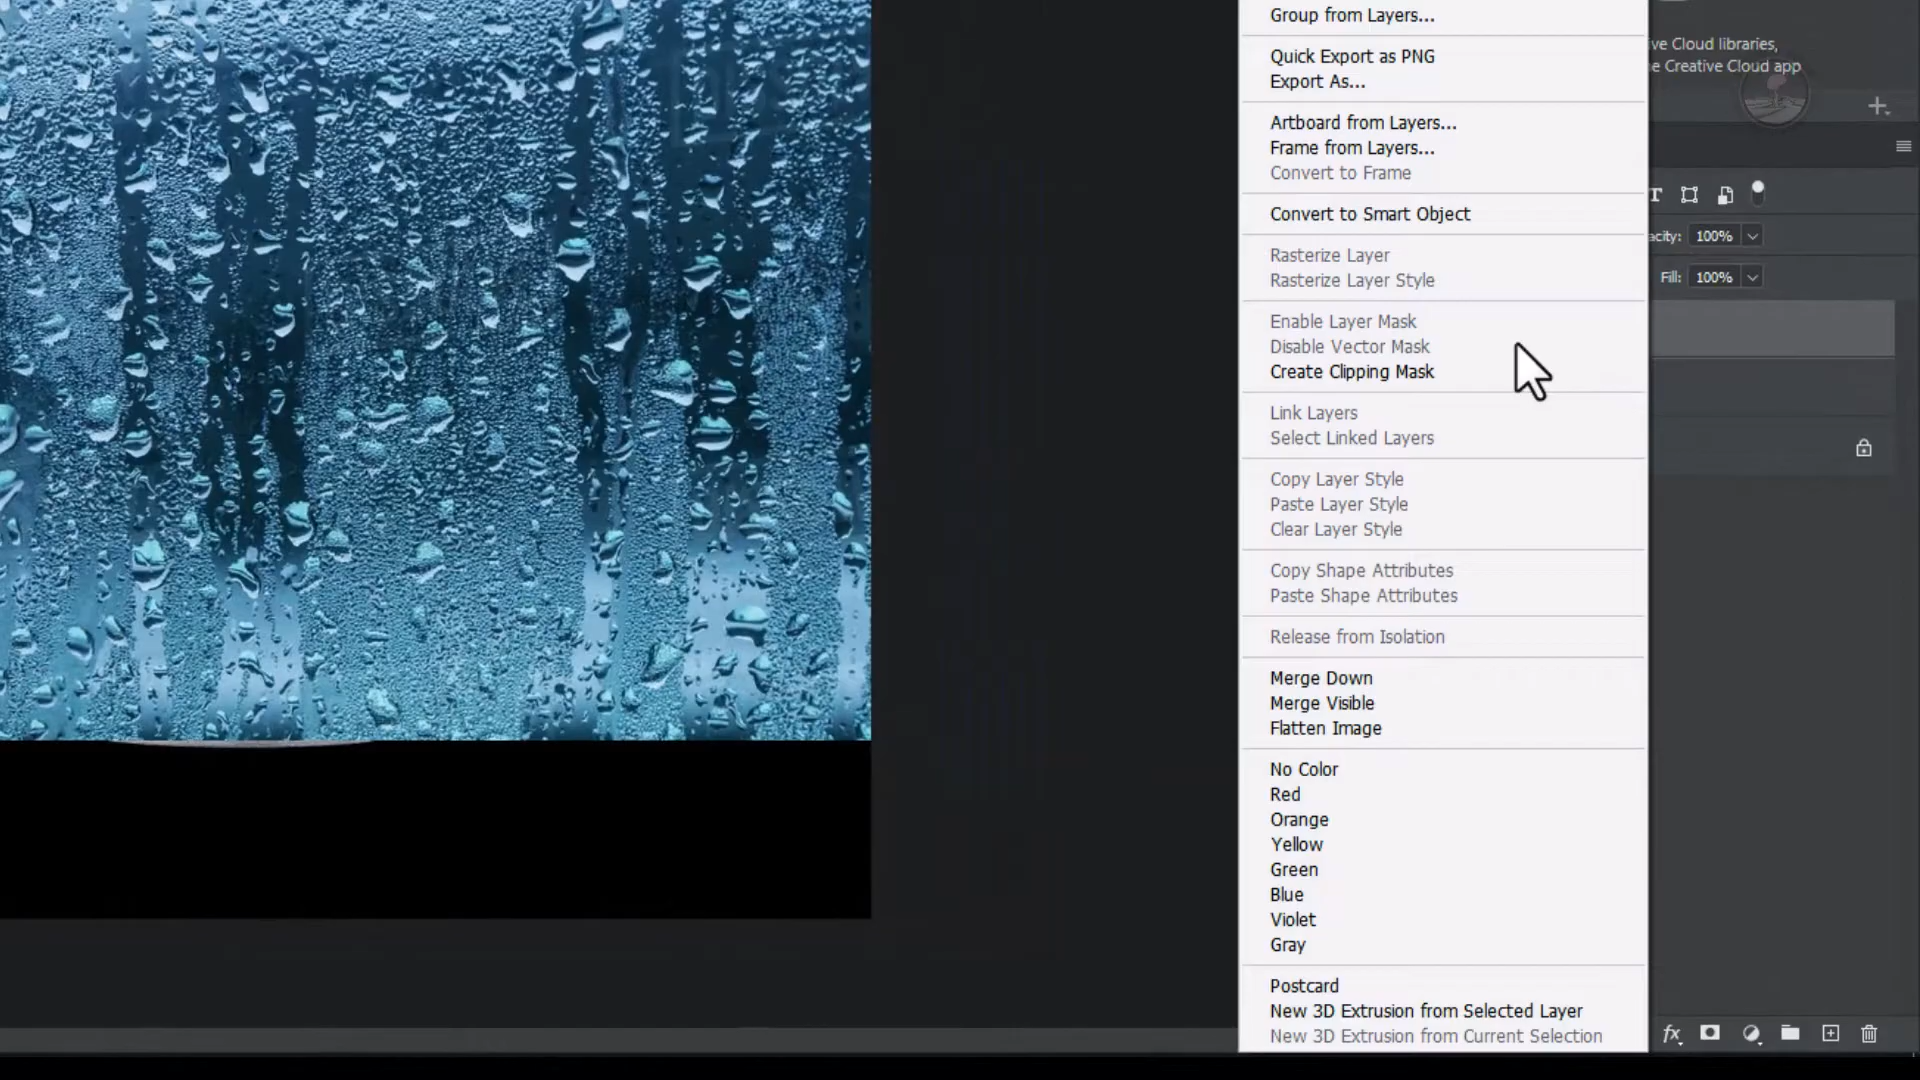 Group from Layers...
Quick Export as PNG
Export As...
Artboard from Layers...
Frame from Layers...
Convert to Frame
Convert to Smart Object
Rasterize Layer
Rasterize Layer Style
Enable Layer Mask
Disable Vector Mask
Create Clipping Mask
Link Layers
Select Linked Layers
Copy Layer Style
Paste Layer Style
Clear Layer Style
Copy Shape Attributes
Paste Shape Attributes
Release from Isolation
Merge Down
Merge Visible
Flatten Image
No Color
Red
Orange
Yellow
Green
Blue
Violet
Gray
Postcard
New 3D Extrusion from Selected Layer
New 3D Extrusion from Current Selection
ive Cloud libraries,
e Creative Cloud app
T
acity: 100%
Fill: 100%
fx